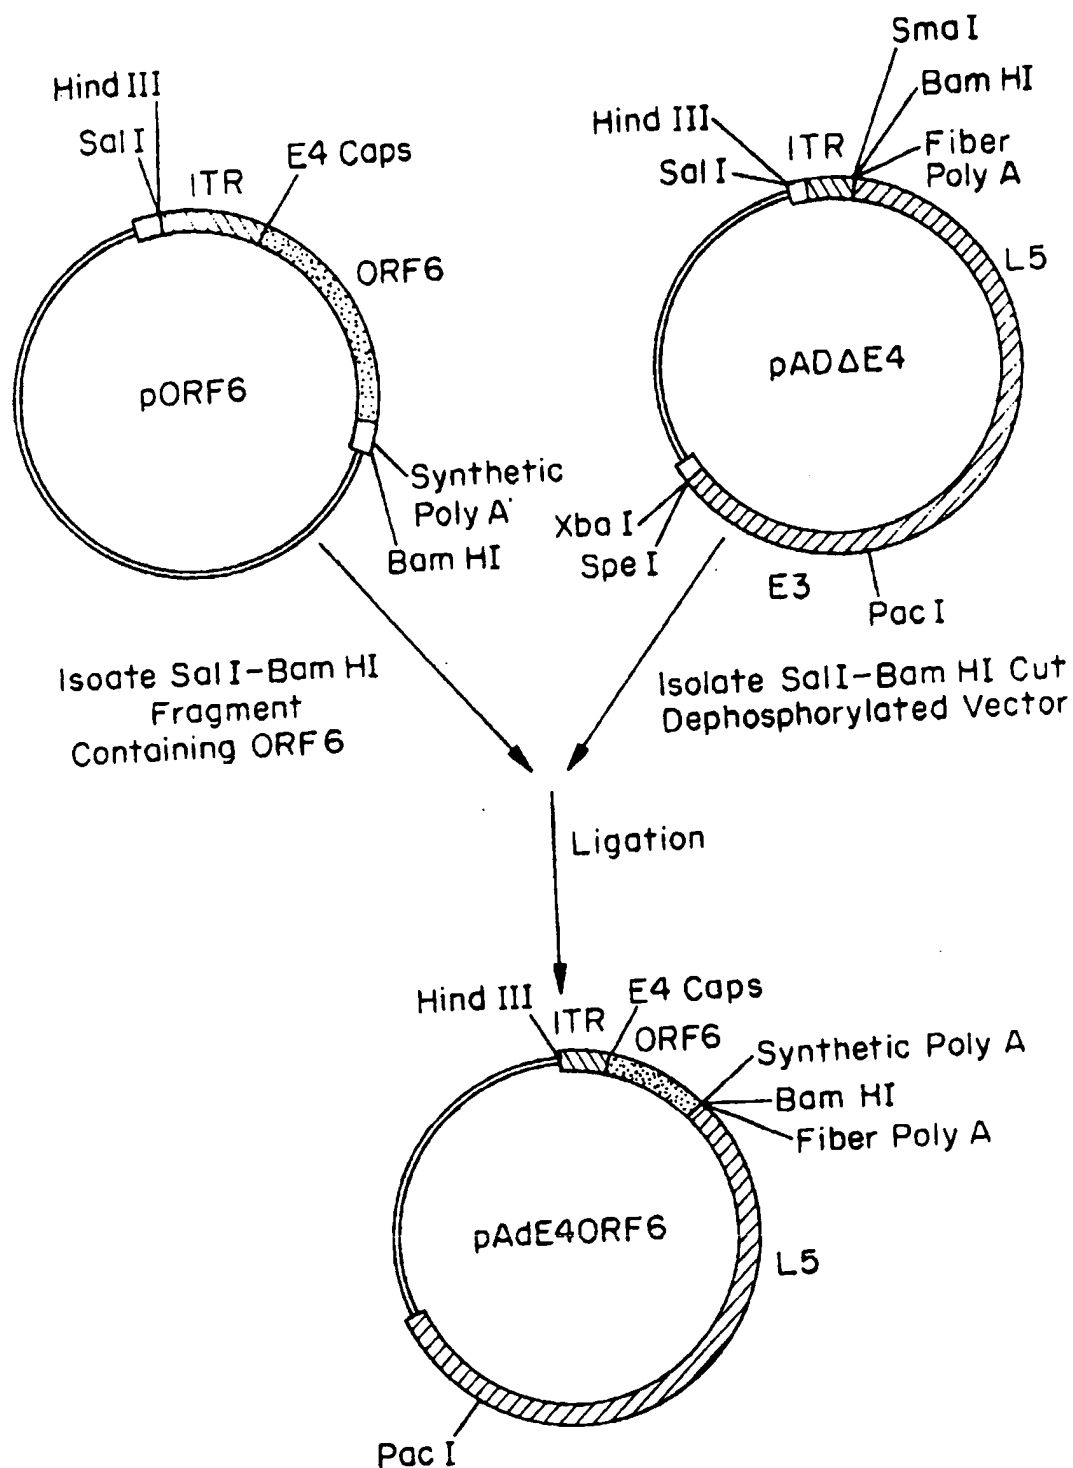 Hind III
Sal I
ITR
E4 Caps
ORF6
pORF6
Synthetic
Poly A
Bam HI
Sma I
Bam HI
Hind III
ITR
Fiber
Poly A
Sal I
L5
pADΔE4
Xba I
Spe I
E3
Pac I
Isoate Sal I-Bam HI
Fragment
Containing ORF6
Isolate Sal I-Bam HI Cut
Dephosphorylated Vector
Ligation
Hind III
ITR
E4 Caps
ORF6
Synthetic Poly A
Bam HI
Fiber Poly A
pAdE4ORF6
L5
Pac I